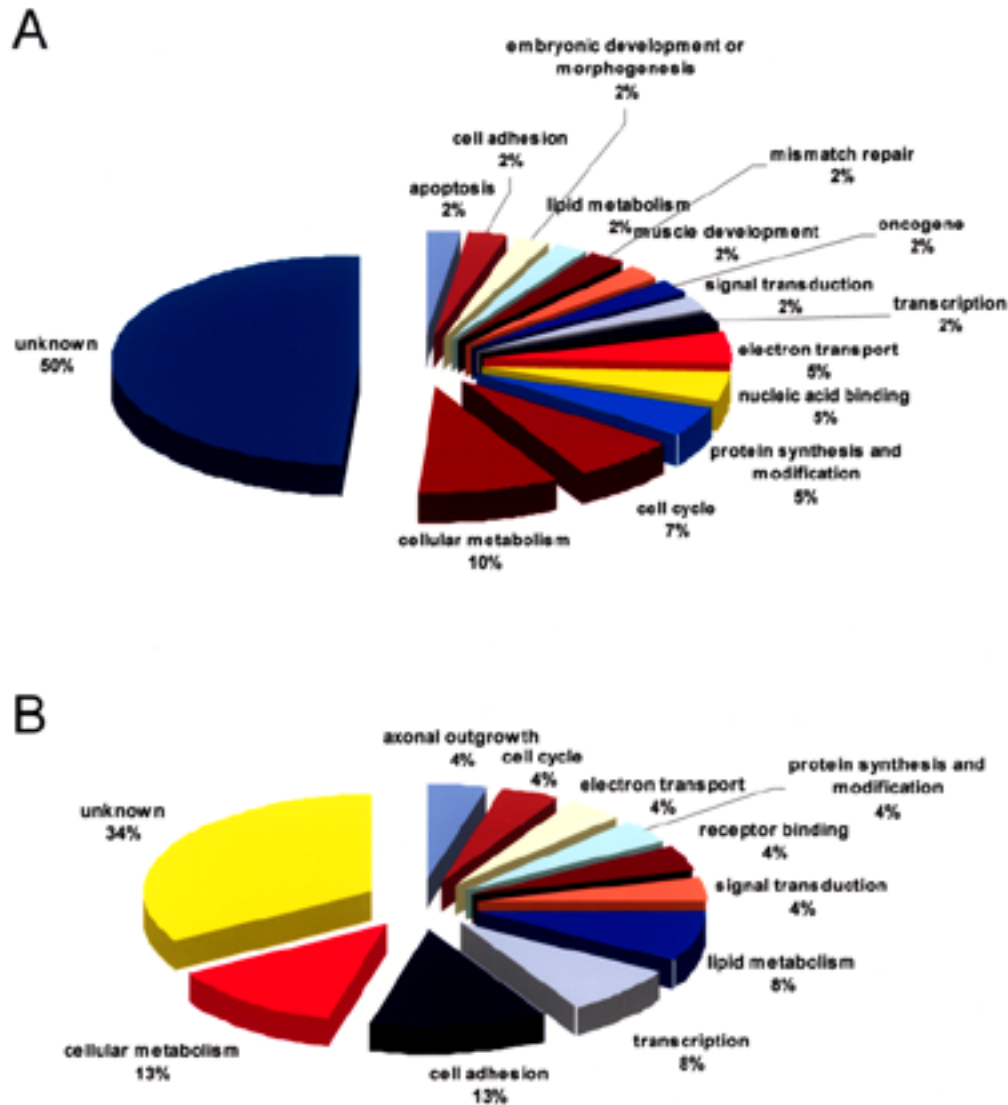 A
embryonic development or
morphogenesis
2%
cell adhesion
2%
apoptosis
2%
lipid metabolism
2%
mismatch repair
2%
muscle development
2%
oncogene
2%
signal transduction
2%
transcription
2%
electron transport
5%
nucleic acid binding
5%
protein synthesis and
modification
5%
cell cycle
7%
cellular metabolism
10%
unknown
50%
B
axonal outgrowth
4%
cell cycle
4%
electron transport
4%
protein synthesis and
modification
4%
receptor binding
4%
signal transduction
4%
lipid metabolism
8%
transcription
8%
cell adhesion
13%
cellular metabolism
13%
unknown
34%